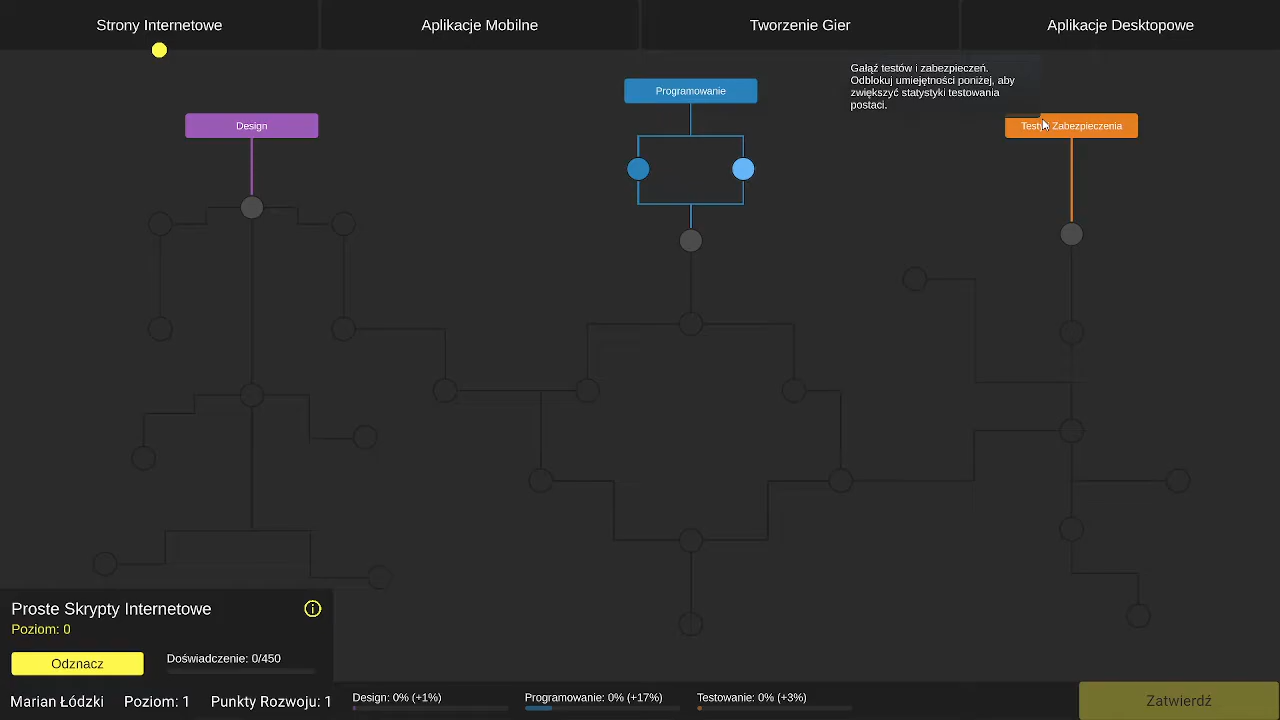 Strony Internetowe
Aplikacje Mobilne
Tworzenie Gier
Aplikacje Desktopowe
Gałąź testów i zabezpieczeń.
Odblokuj umiejętności poniżej, aby
zwiększyć statystyki testowania
postaci.
Programowanie
Design
Testy Zabezpieczenia
Proste Skrypty Internetowe
Poziom: 0
Odznacz
Doświadczenie: 0/450
Marian Łódzki
Poziom: 1
Punkty Rozwoju: 1
Design: 0% (+1%)
Programowanie: 0% (+17%)
Testowanie: 0% (+3%)
Zatwierdź